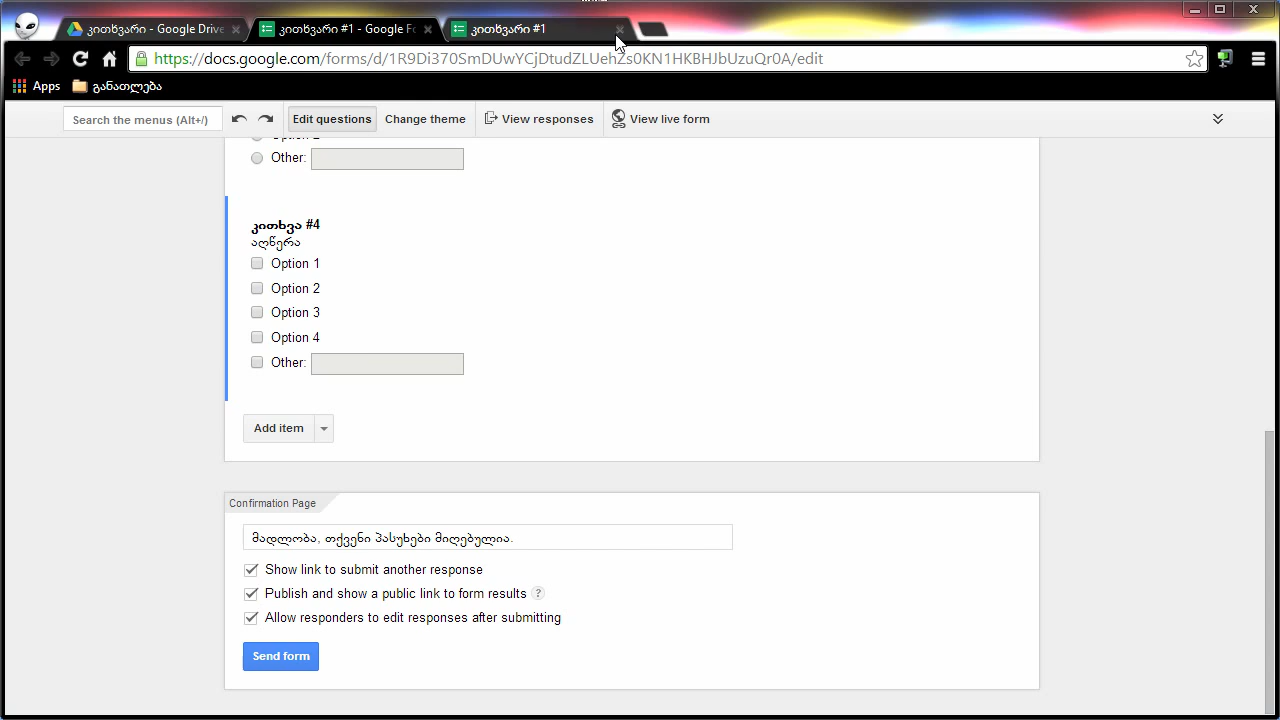 კითხვარი - Google Drive
კითხვარი #1 - Google Fo
კითხვარი #1
https://docs.google.com/forms/d/1R9Di370SmDUwYCjDtudZLUehZs0KN1HKBHJbUzuQr0A/edit
Apps
განათლება
Search the menus (Alt+/)
Edit questions
Change theme
View responses
View live form
Other:
კითხვა #4
აღწერა
Option 1
Option 2
Option 3
Option 4
Other:
Add item
Confirmation Page
მადლობა, თქვენი პასუხები მიღებულია.
Show link to submit another response
Publish and show a public link to form results ?
Allow responders to edit responses after submitting
Send form